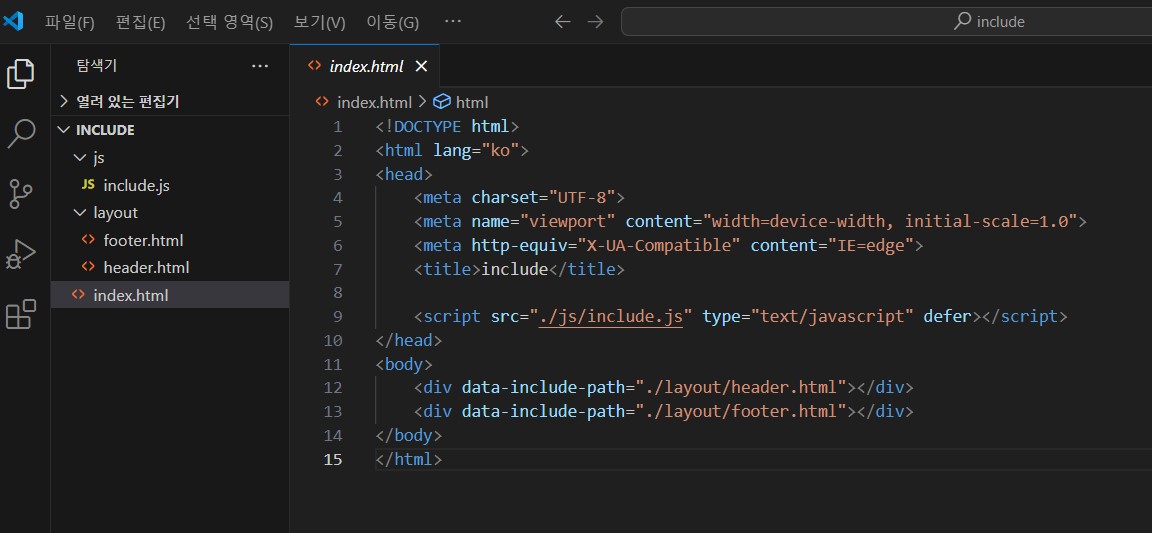 파일(F) 편집(E) 선택 영역(S) 보기(V) 이동(G) ··· include
탐색기 ···
열려 있는 편집기
INCLUDE
js
JS include.js
layout
footer.html
header.html
index.html
index.html
index.html > html
1 <!DOCTYPE html>
2 <html lang="ko">
3 <head>
4     <meta charset="UTF-8">
5     <meta name="viewport" content="width=device-width, initial-scale=1.0">
6     <meta http-equiv="X-UA-Compatible" content="IE=edge">
7     <title>include</title>
8
9     <script src="./js/include.js" type="text/javascript" defer></script>
10 </head>
11 <body>
12     <div data-include-path="./layout/header.html"></div>
13     <div data-include-path="./layout/footer.html"></div>
14 </body>
15 </html>